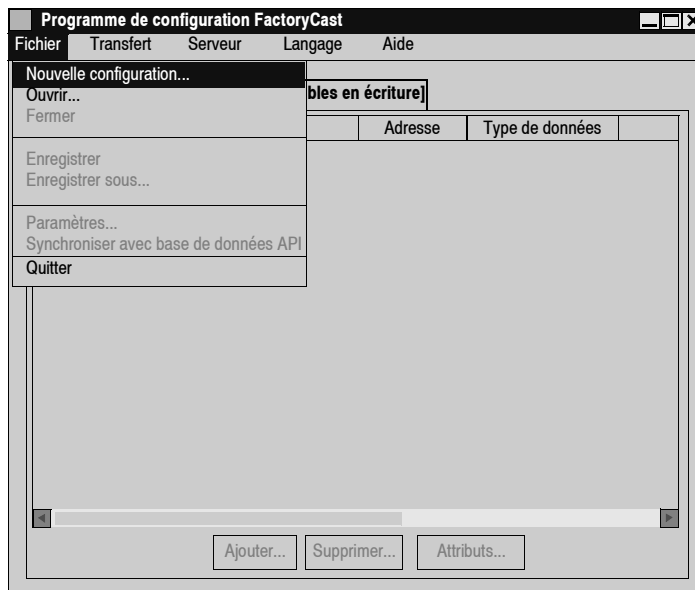 Programme de configuration FactoryCast
Fichier Transfert Serveur Langage Aide
Nouvelle configuration...
Ouvrir...
bles en écriture]
Fermer
Adresse Type de données
Enregistrer
Enregistrer sous...
Paramètres...
Synchroniser avec base de données API
Quitter
Ajouter... Supprimer... Attributs...